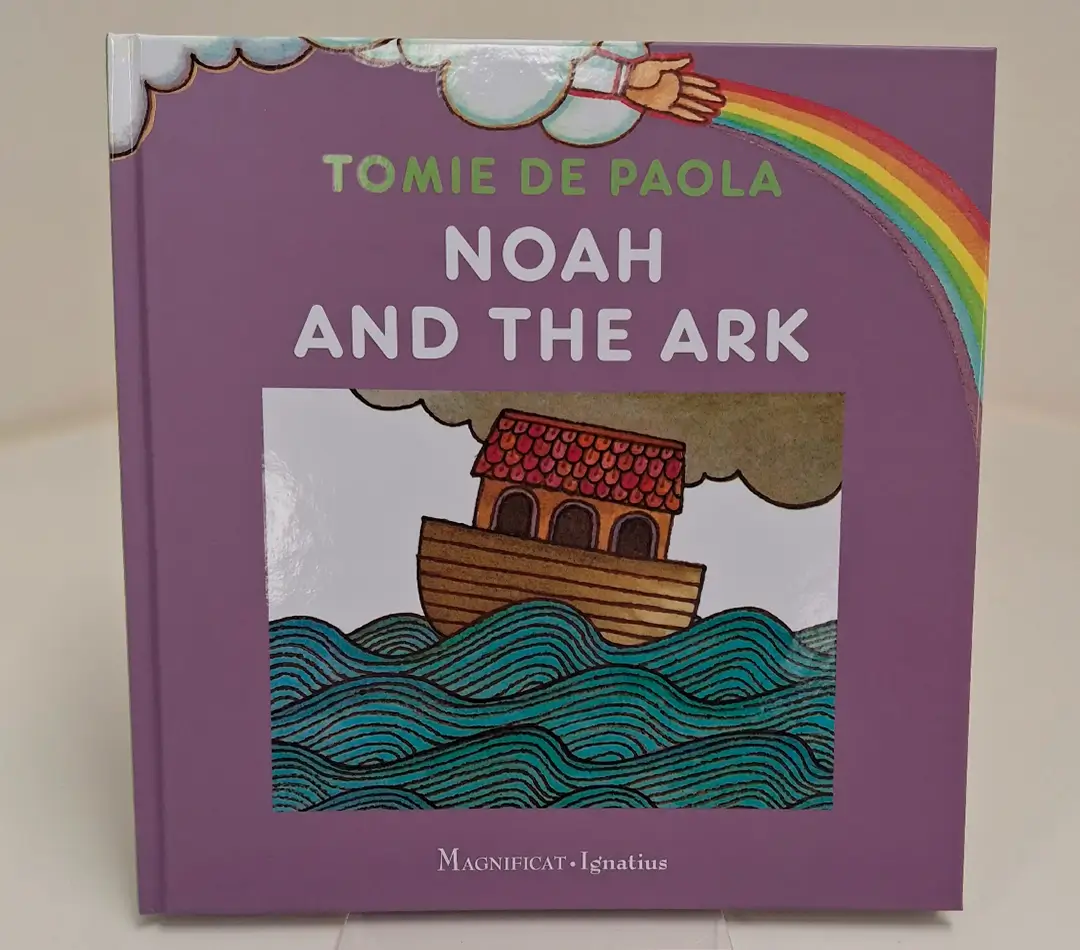 TOMIE DE PAOLA
NOAH
AND THE ARK
MAGNIFICAT • Ignatius